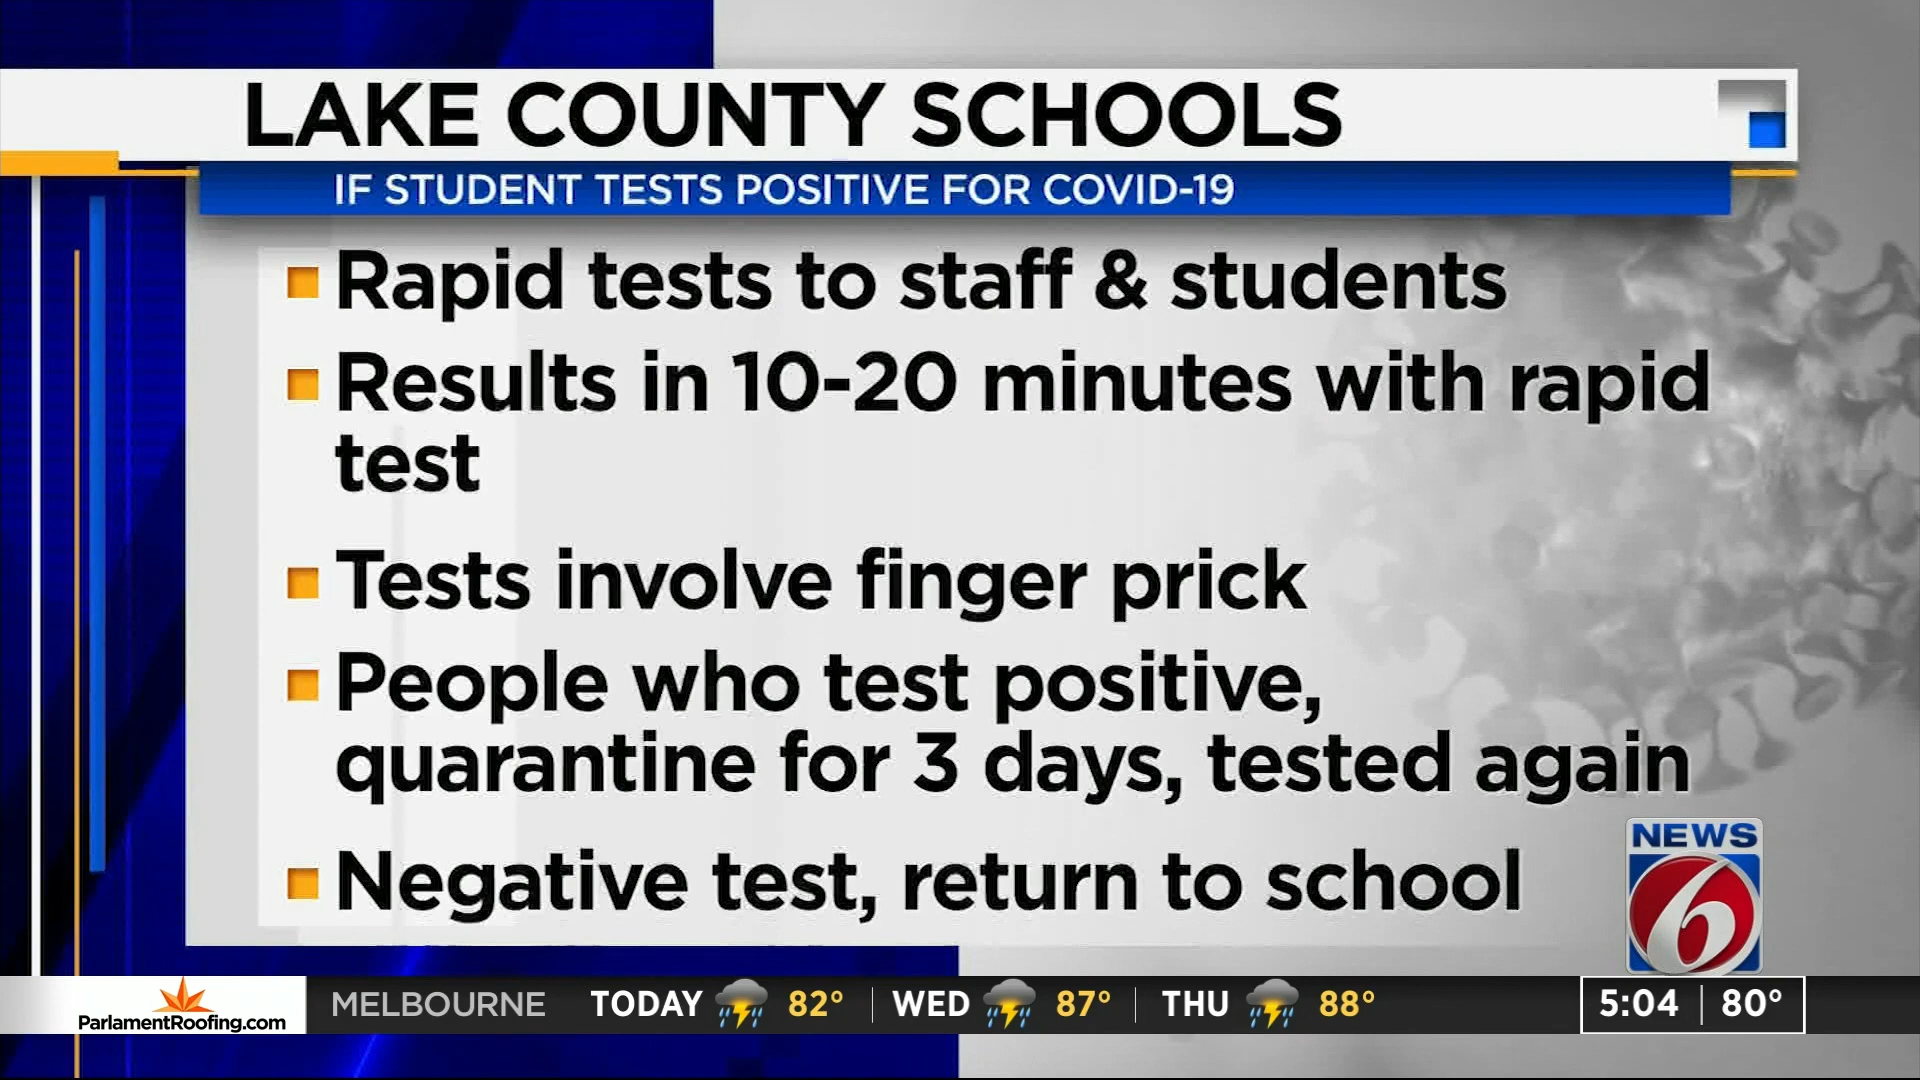 LAKE COUNTY SCHOOLS
IF STUDENT TESTS POSITIVE FOR COVID-19
Rapid tests to staff & students
Results in 10-20 minutes with rapid
test
Tests involve finger prick
People who test positive,
quarantine for 3 days, tested again
Negative test, return to school
NEWS
6
ParlamentRoofing.com
MELBOURNE TODAY 82° WED 87° THU 88°
5:04 80°